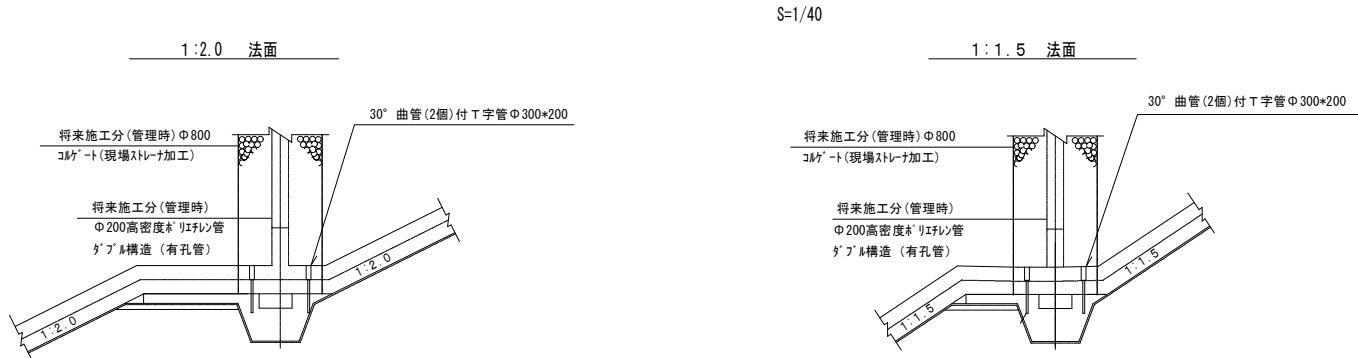 S=1/40
1:2.0 法面
30° 曲管(2個)付T字管Φ300*200
将来施工分(管理時)Φ800
ｺﾙｹﾞｰﾄ(現場ｽﾄﾚｰﾅ加工)
将来施工分(管理時)
Φ200高密度ﾎﾟﾘｴﾁﾚﾝ管
ﾀﾞﾌﾞﾙ構造 (有孔管)
1:2.0
1:2.0
1:1.5 法面
30° 曲管(2個)付T字管Φ300*200
将来施工分(管理時)Φ800
ｺﾙｹﾞｰﾄ(現場ｽﾄﾚｰﾅ加工)
将来施工分(管理時)
Φ200高密度ﾎﾟﾘｴﾁﾚﾝ管
ﾀﾞﾌﾞﾙ構造 (有孔管)
1:1.5
1:1.5